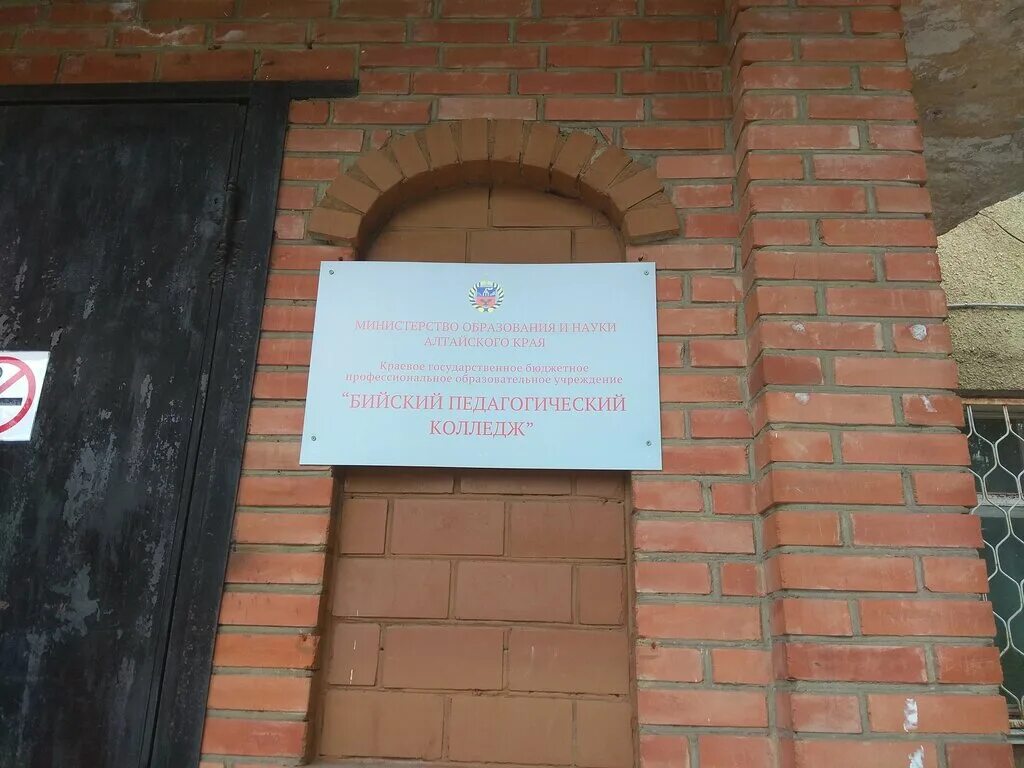 МИНИСТЕРСТВО ОБРАЗОВАНИЯ И НАУКИ
АЛТАЙСКОГО КРАЯ
Краевое государственное бюджетное
профессиональное образовательное учреждение
“БИЙСКИЙ ПЕДАГОГИЧЕСКИЙ
КОЛЛЕДЖ”